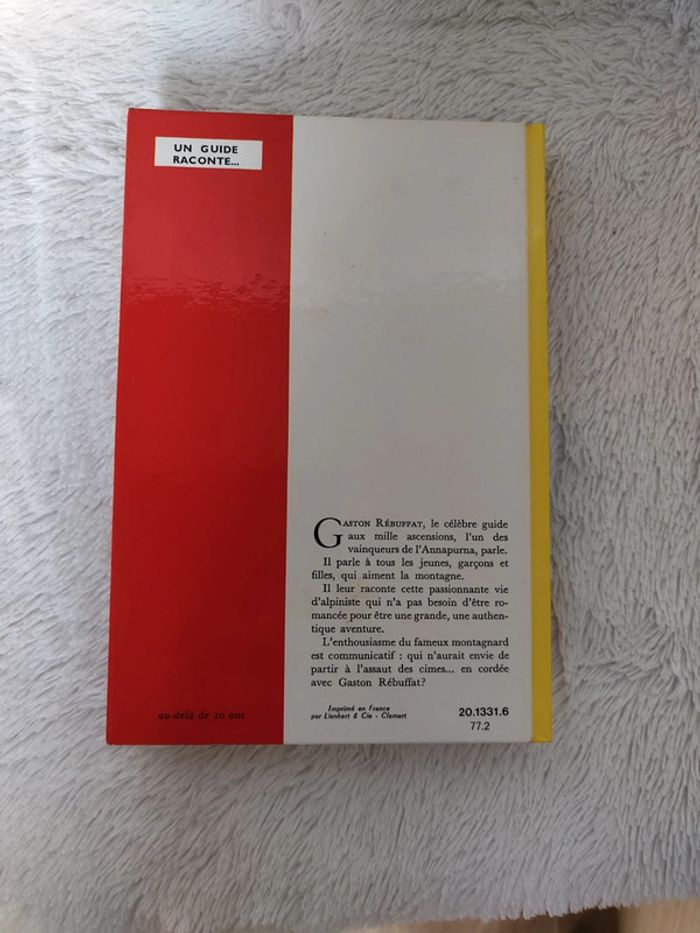 UN GUIDE
RACONTE...
GASTON RÉBUFFAT, le célèbre guide
aux mille ascensions, l'un des
vainqueurs de l'Annapurna, parle.
Il parle à tous les jeunes, garçons et
filles, qui aiment la montagne.
Il leur raconte cette passionnante vie
d'alpiniste qui n'a pas besoin d'être ro-
mancée pour être une grande, une authen-
tique aventure.
L'enthousiasme du fameux montagnard
est communicatif : qui n'aurait envie de
partir à l'assaut des cimes... en cordée
avec Gaston Rébuffat?
au-delà de 10 ans
Imprimé en France
par Lienhart & Cie - Clamart
20.1331.6
77.2